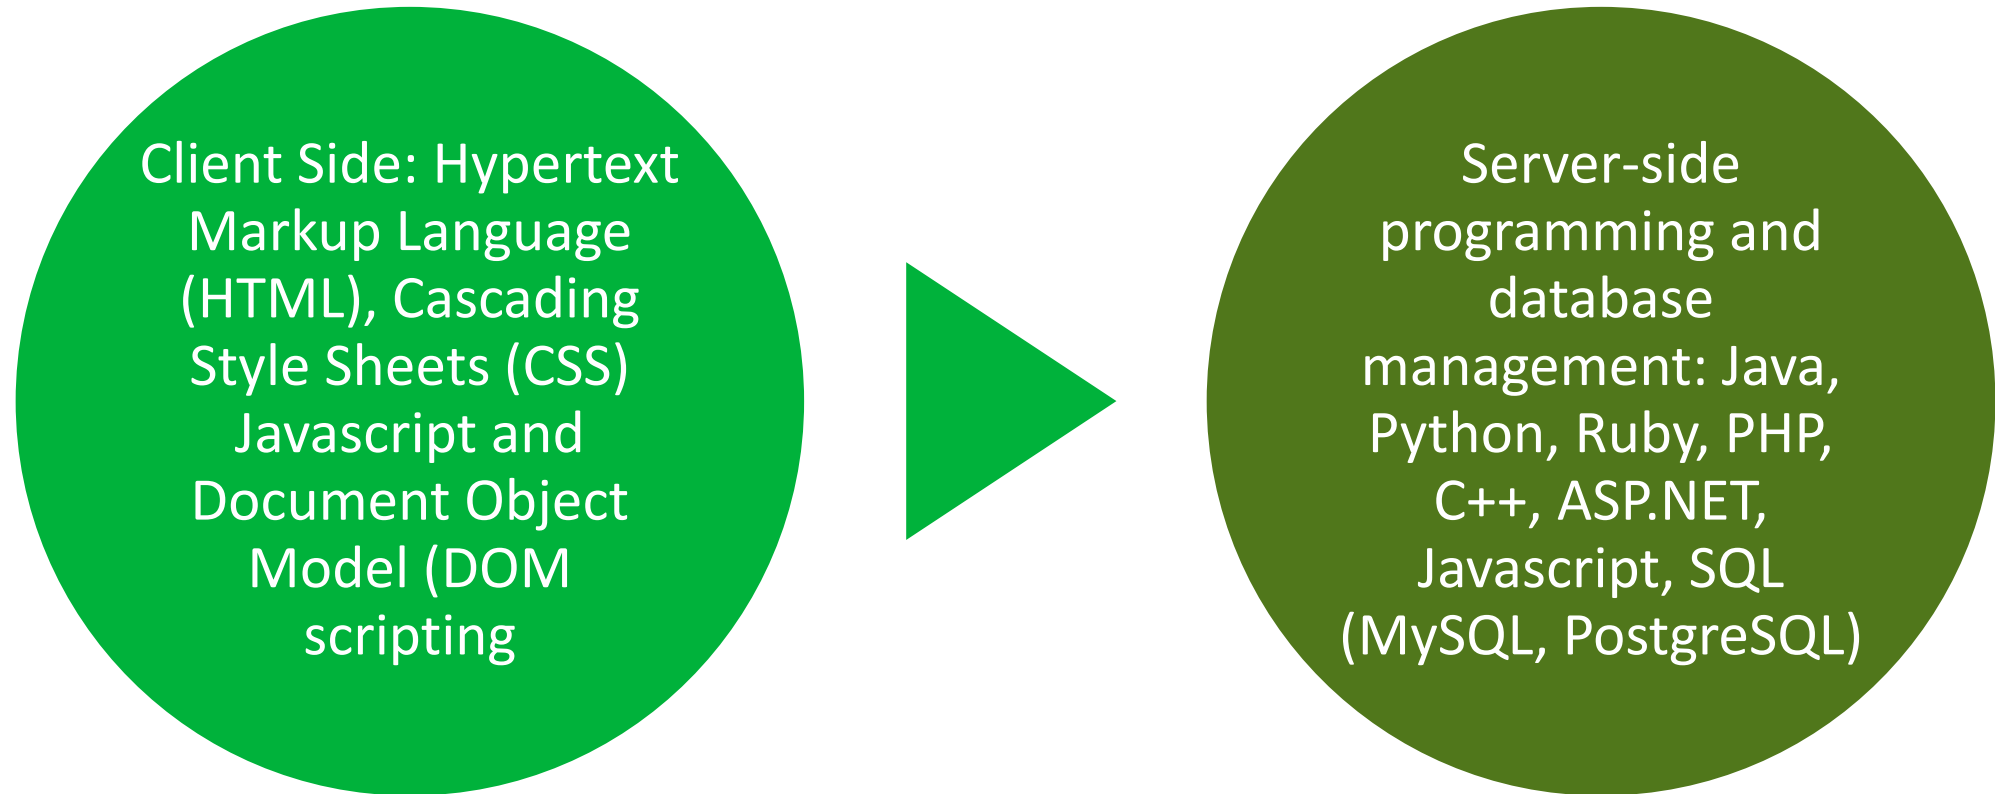 Client Side: Hypertext
Markup Language
(HTML), Cascading
Style Sheets (CSS)
Javascript and
Document Object
Model (DOM
scripting
Server-side
programming and
database
management: Java,
Python, Ruby, PHP,
C++, ASP.NET,
Javascript, SQL
(MySQL, PostgreSQL)